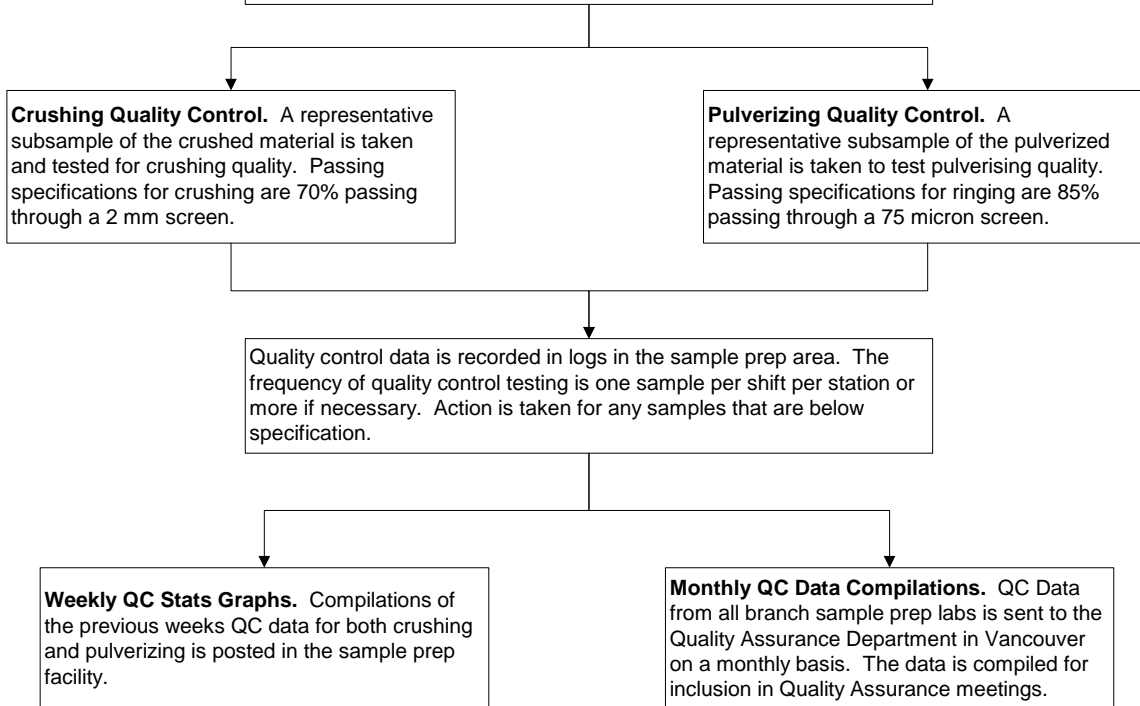 Crushing Quality Control.  A representative
subsample of the crushed material is taken
and tested for crushing quality.  Passing
specifications for crushing are 70% passing
through a 2 mm screen.
Pulverizing Quality Control.  A
representative subsample of the pulverized
material is taken to test pulverising quality.
Passing specifications for ringing are 85%
passing through a 75 micron screen.
Quality control data is recorded in logs in the sample prep area.  The
frequency of quality control testing is one sample per shift per station or
more if necessary.  Action is taken for any samples that are below
specification.
Weekly QC Stats Graphs.  Compilations of
the previous weeks QC data for both crushing
and pulverizing is posted in the sample prep
facility.
Monthly QC Data Compilations.  QC Data
from all branch sample prep labs is sent to the
Quality Assurance Department in Vancouver
on a monthly basis.  The data is compiled for
inclusion in Quality Assurance meetings.